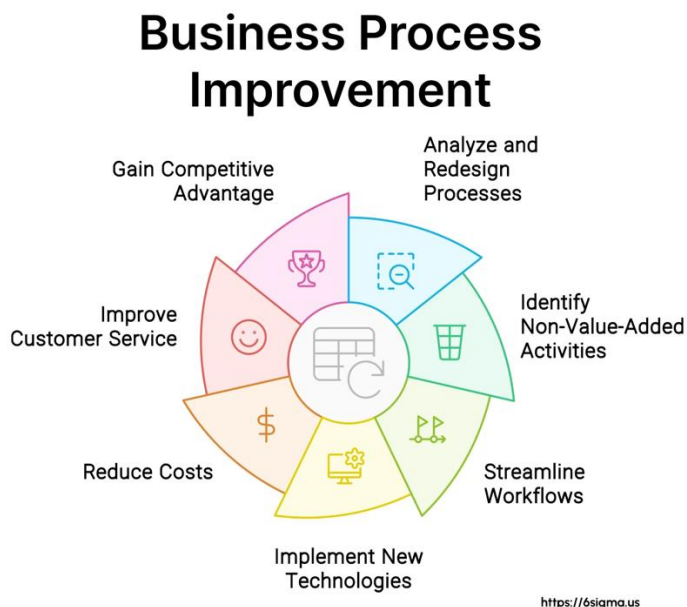 Business Process
Improvement
Analyze and
Redesign
Processes
Identify
Non-Value-Added
Activities
Streamline
Workflows
Implement New
Technologies
Reduce Costs
Improve
Customer Service
Gain Competitive
Advantage
https://6sigma.us